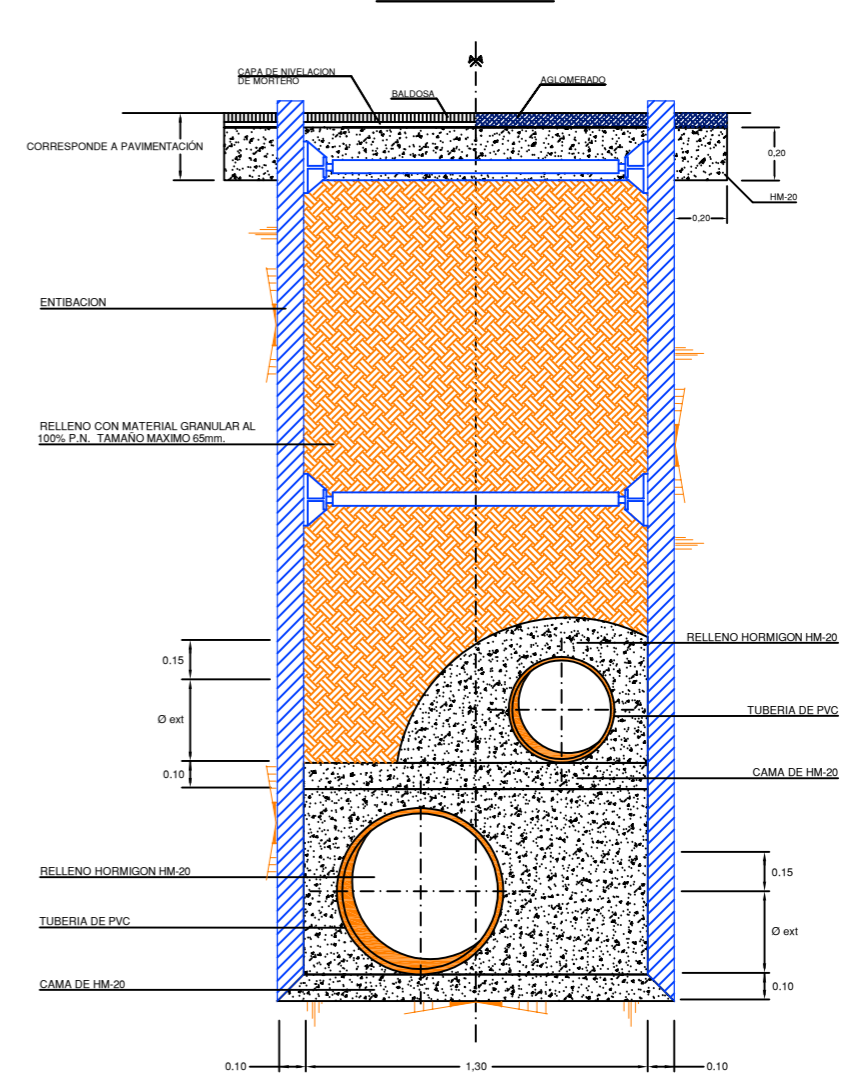 CAPA DE NIVELACION
DE MORTERO
BALDOSA
AGLOMERADO
CORRESPONDE A PAVIMENTACIÓN
0,20
HM-20
0,20
ENTIBACION
RELLENO CON MATERIAL GRANULAR AL
100% P.N. TAMAÑO MAXIMO 65mm.
0.15
RELLENO HORMIGON HM-20
Ø ext
TUBERIA DE PVC
0.10
CAMA DE HM-20
RELLENO HORMIGON HM-20
0.15
TUBERIA DE PVC
Ø ext
CAMA DE HM-20
0.10
0.10
1,30
0.10